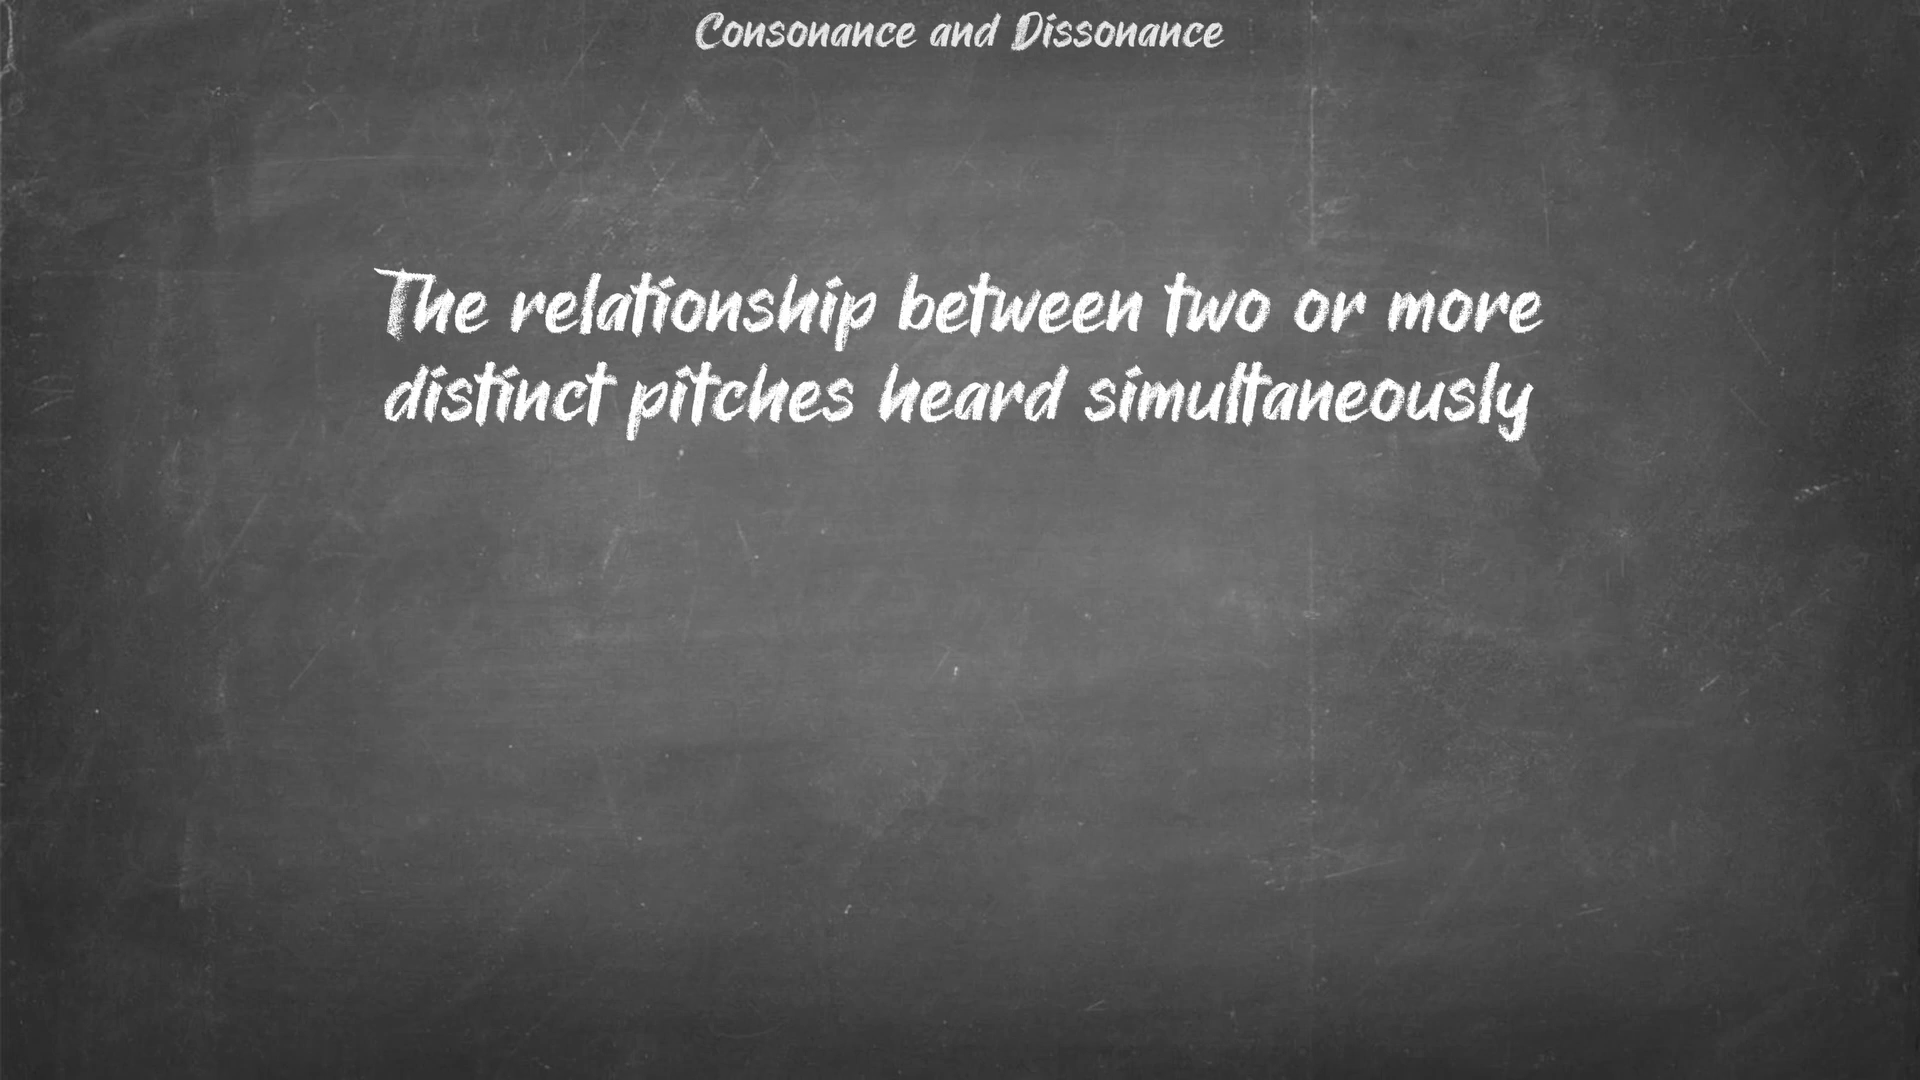 Consonance and Dissonance
The relationship between two or more
distinct pitches heard simultaneously